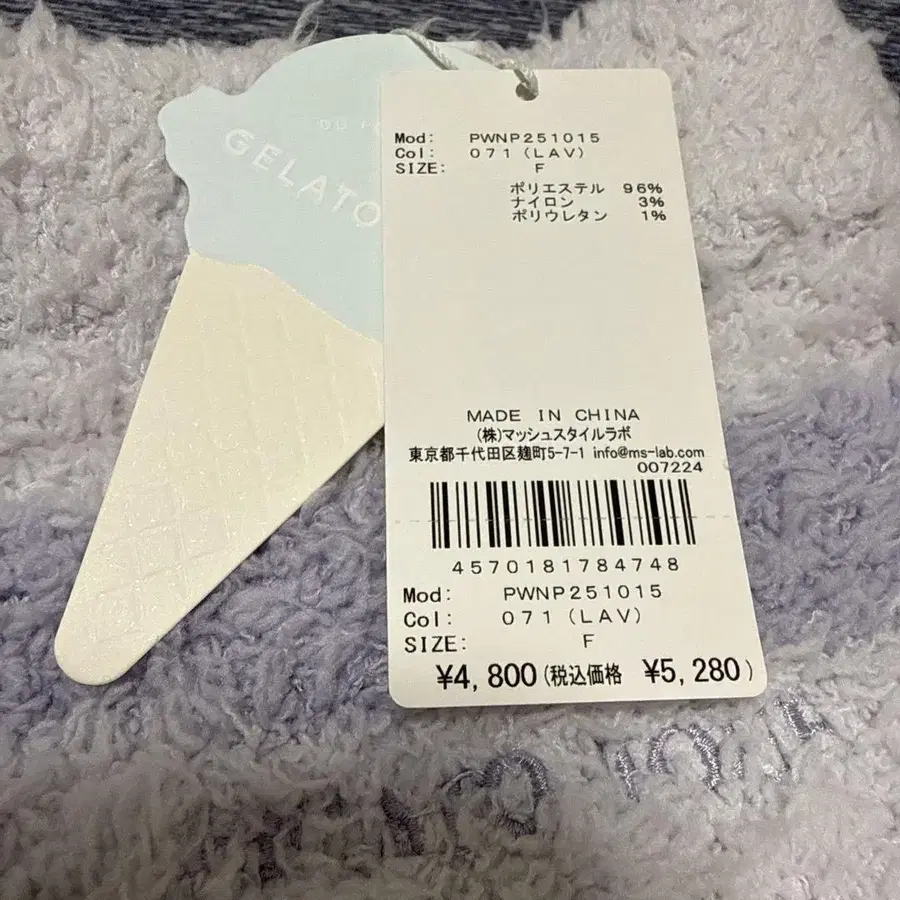 GELATO
Mod: PWNP251015
Col: 071(LAV)
SIZE: F
ポリエステル 96%
ナイロン 3%
ポリウレタン 1%
MADE IN CHINA
(株)マッシュスタイルラボ
東京都千代田区麹町5-7-1 info@ms-lab.com
007224
4570181784748
Mod: PWNP251015
Col: 071(LAV)
SIZE: F
¥4,800(税込価格 ¥5,280)